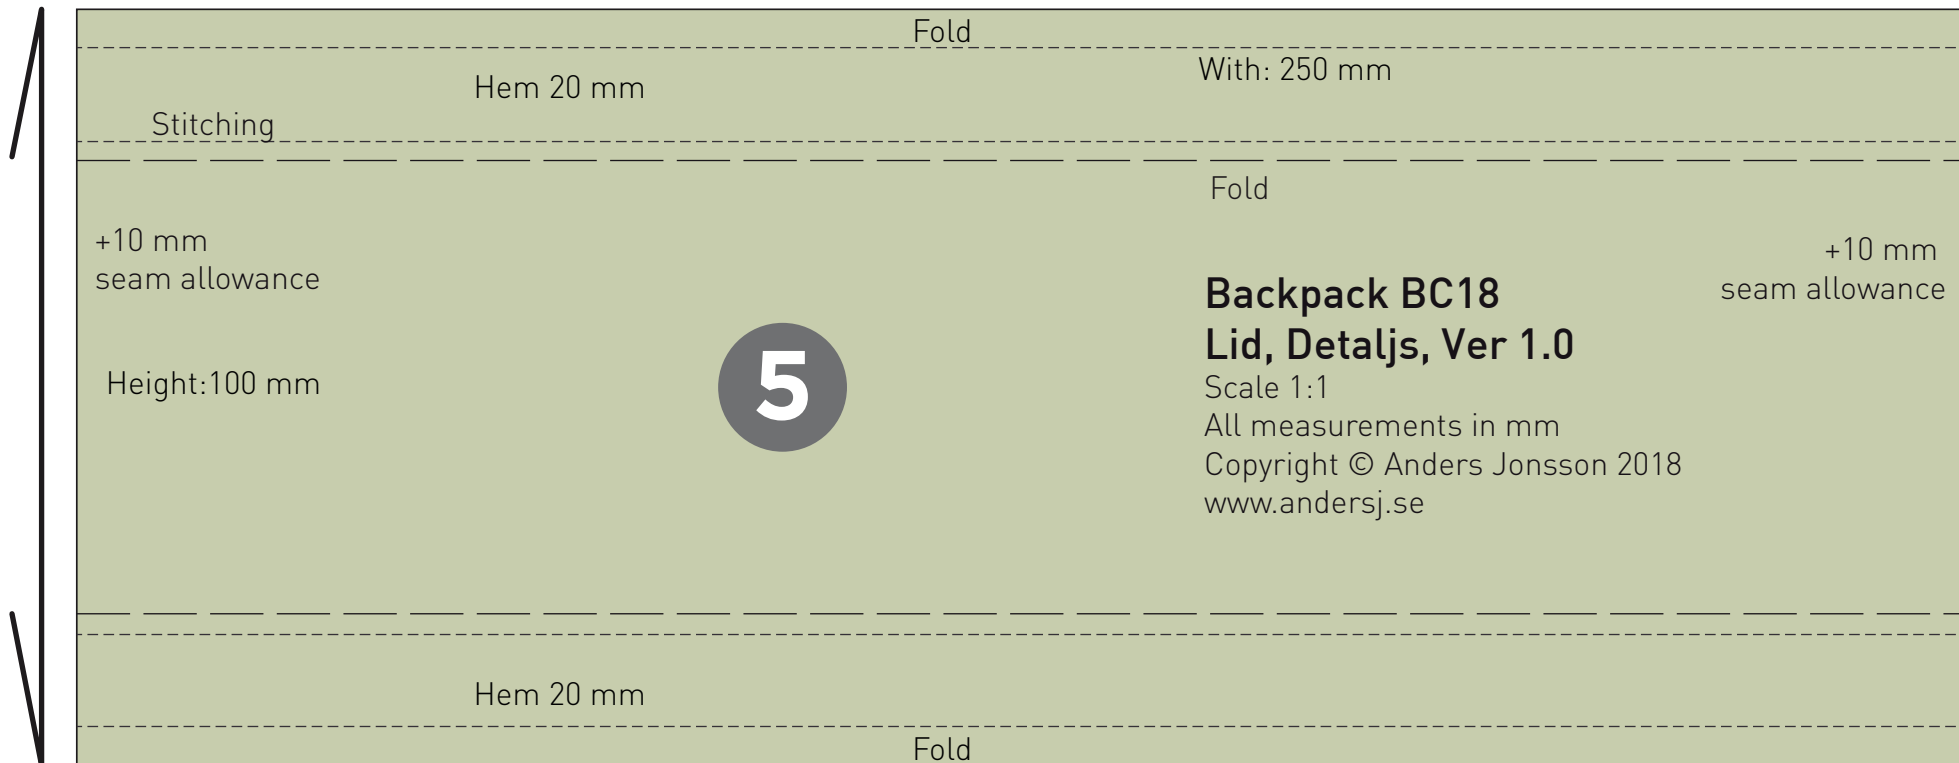 Fold
With: 250 mm
Hem 20 mm
Stitching
Fold
+10 mm
seam allowance
+10 mm
seam allowance
Backpack BC18
Lid, Detaljs, Ver 1.0
Scale 1:1
All measurements in mm
Copyright © Anders Jonsson 2018
www.andersj.se
Height:100 mm
5
Hem 20 mm
Fold